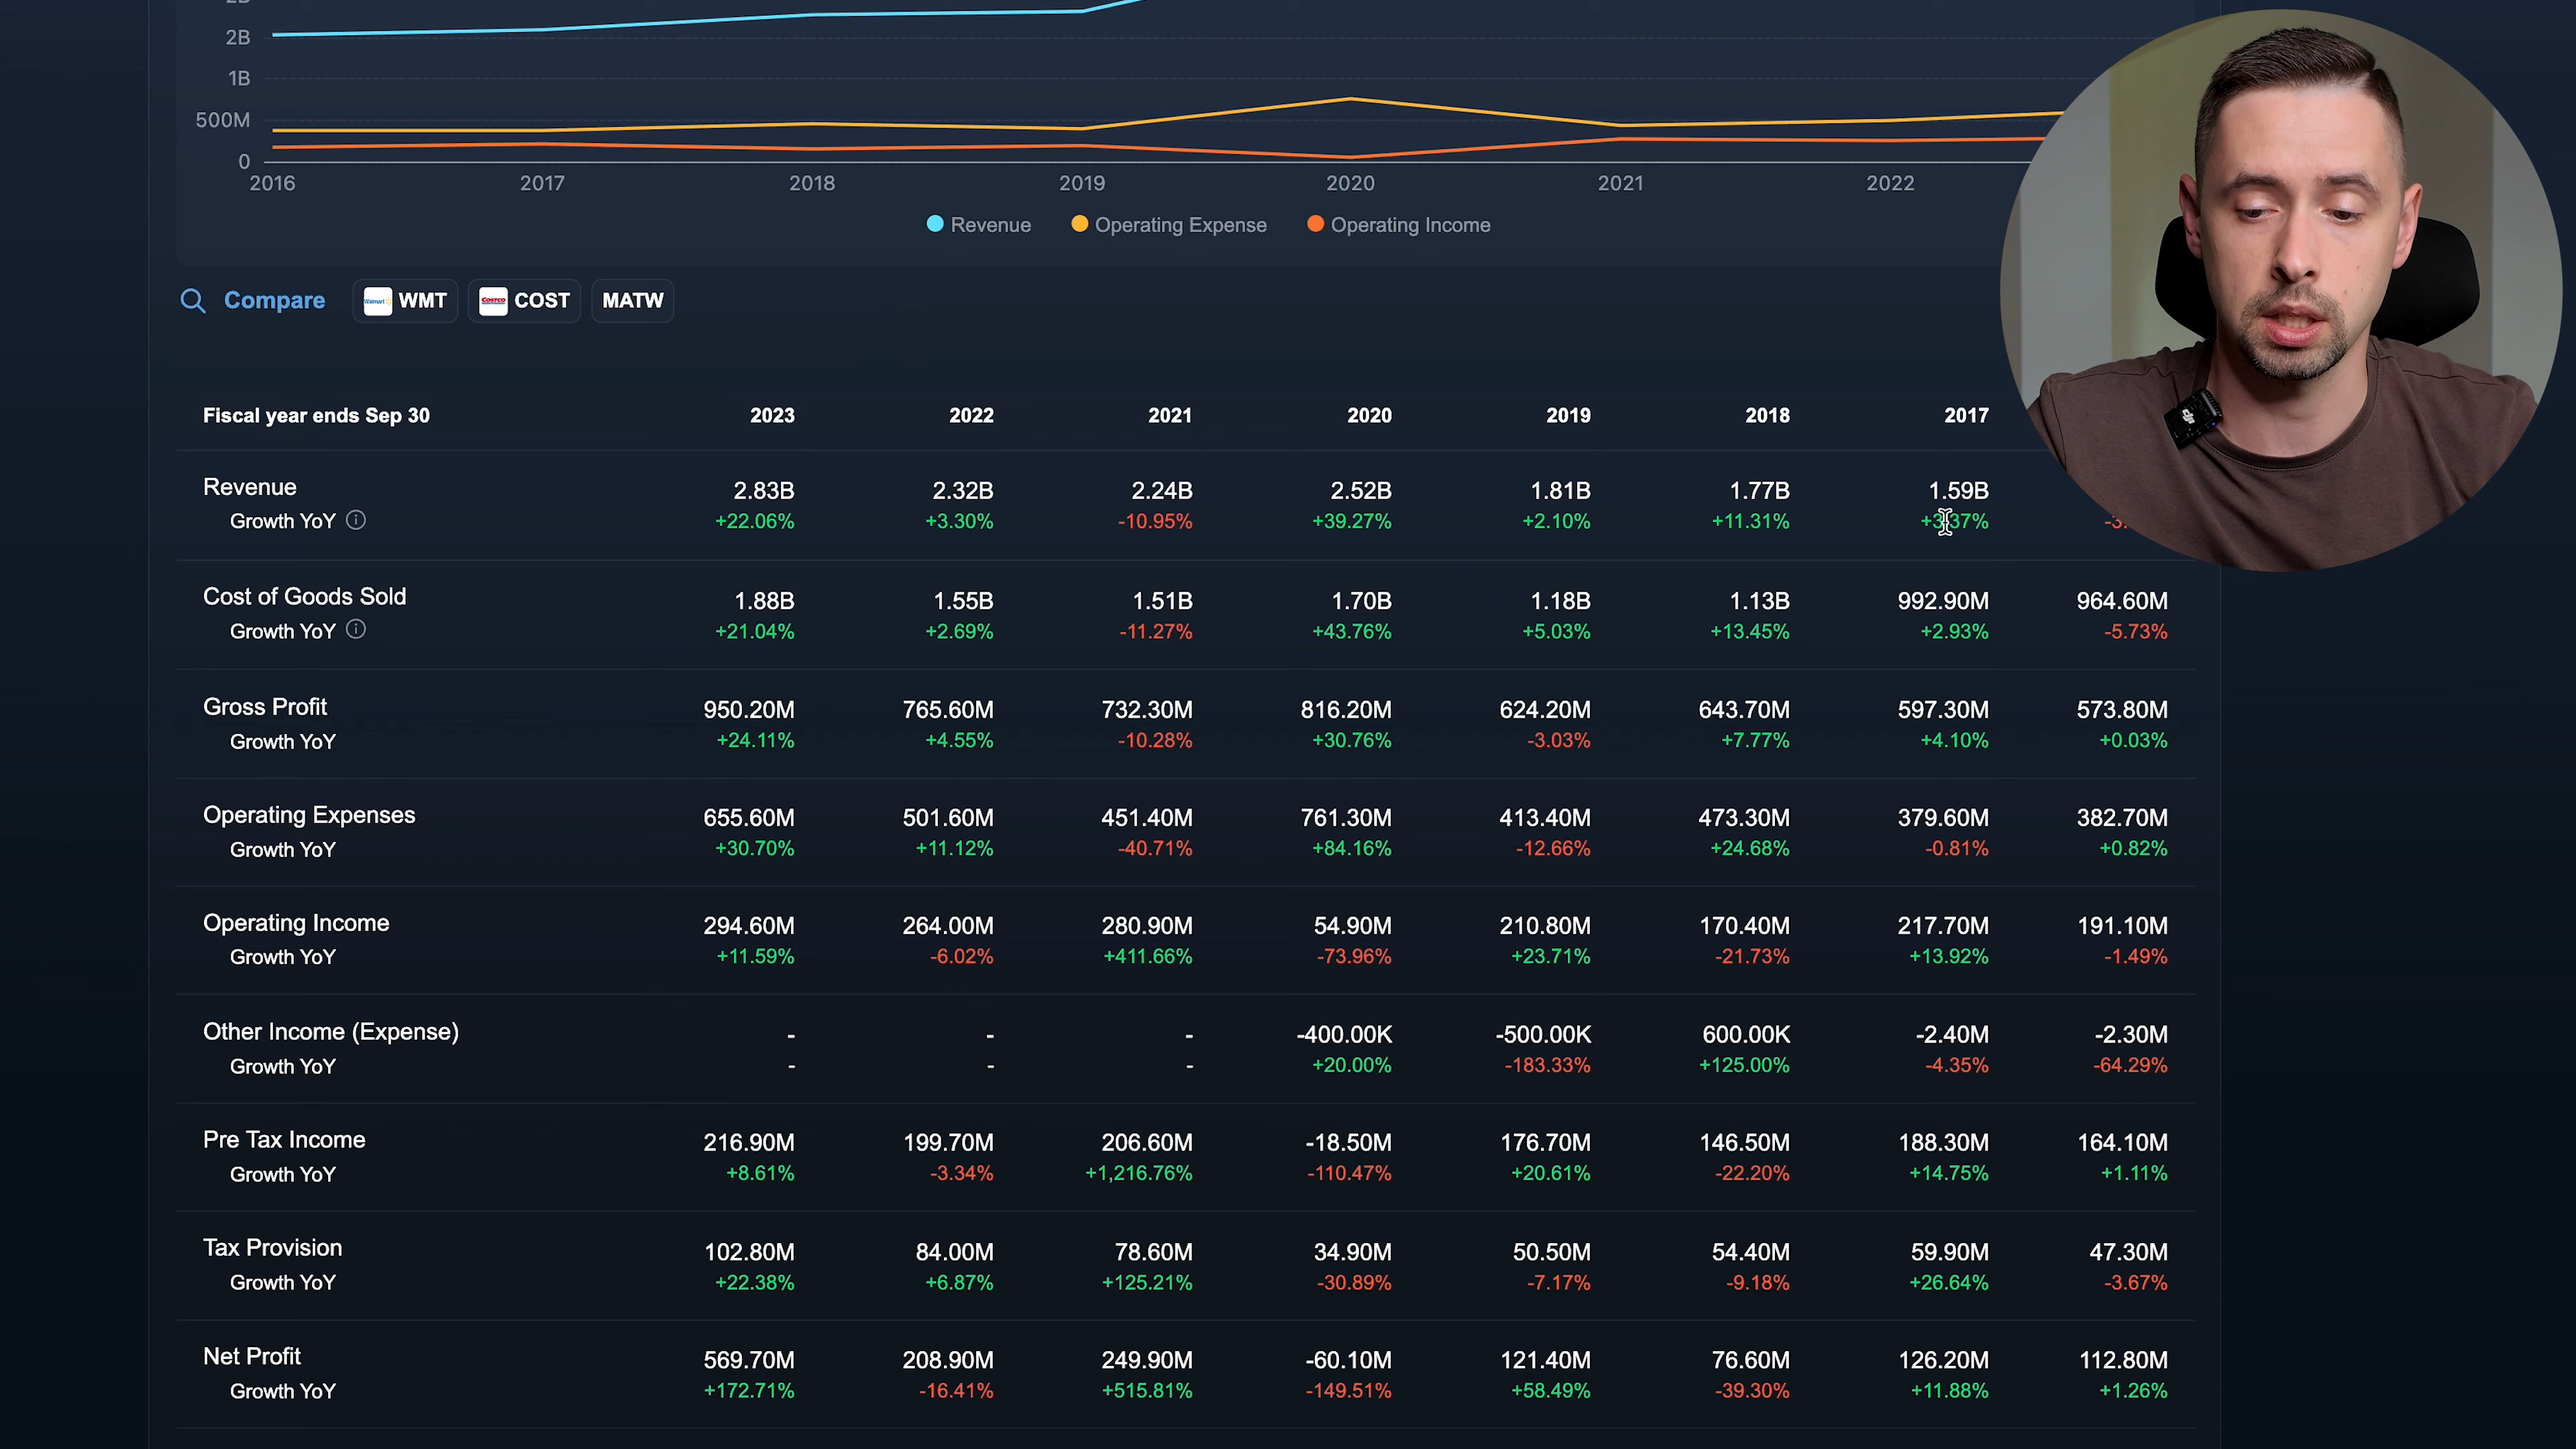 2B
1B
500M
0
2016 2017 2018 2019 2020 2021 2022
Revenue Operating Expense Operating Income
Compare Walmart WMT Costco COST MATW
Fiscal year ends Sep 30 2023 2022 2021 2020 2019 2018 2017
Revenue 2.83B 2.32B 2.24B 2.52B 1.81B 1.77B 1.59B
Growth YoY +22.06% +3.30% -10.95% +39.27% +2.10% +11.31% +3.37%
Cost of Goods Sold 1.88B 1.55B 1.51B 1.70B 1.18B 1.13B 992.90M 964.60M
Growth YoY +21.04% +2.69% -11.27% +43.76% +5.03% +13.45% +2.93% -5.73%
Gross Profit 950.20M 765.60M 732.30M 816.20M 624.20M 643.70M 597.30M 573.80M
Growth YoY +24.11% +4.55% -10.28% +30.76% -3.03% +7.77% +4.10% +0.03%
Operating Expenses 655.60M 501.60M 451.40M 761.30M 413.40M 473.30M 379.60M 382.70M
Growth YoY +30.70% +11.12% -40.71% +84.16% -12.66% +24.68% -0.81% +0.82%
Operating Income 294.60M 264.00M 280.90M 54.90M 210.80M 170.40M 217.70M 191.10M
Growth YoY +11.59% -6.02% +411.66% -73.96% +23.71% -21.73% +13.92% -1.49%
Other Income (Expense) - - - -400.00K -500.00K 600.00K -2.40M -2.30M
Growth YoY - - - +20.00% -183.33% +125.00% -4.35% -64.29%
Pre Tax Income 216.90M 199.70M 206.60M -18.50M 176.70M 146.50M 188.30M 164.10M
Growth YoY +8.61% -3.34% +1,216.76% -110.47% +20.61% -22.20% +14.75% +1.11%
Tax Provision 102.80M 84.00M 78.60M 34.90M 50.50M 54.40M 59.90M 47.30M
Growth YoY +22.38% +6.87% +125.21% -30.89% -7.17% -9.18% +26.64% -3.67%
Net Profit 569.70M 208.90M 249.90M -60.10M 121.40M 76.60M 126.20M 112.80M
Growth YoY +172.71% -16.41% +515.81% -149.51% +58.49% -39.30% +11.88% +1.26%
dji